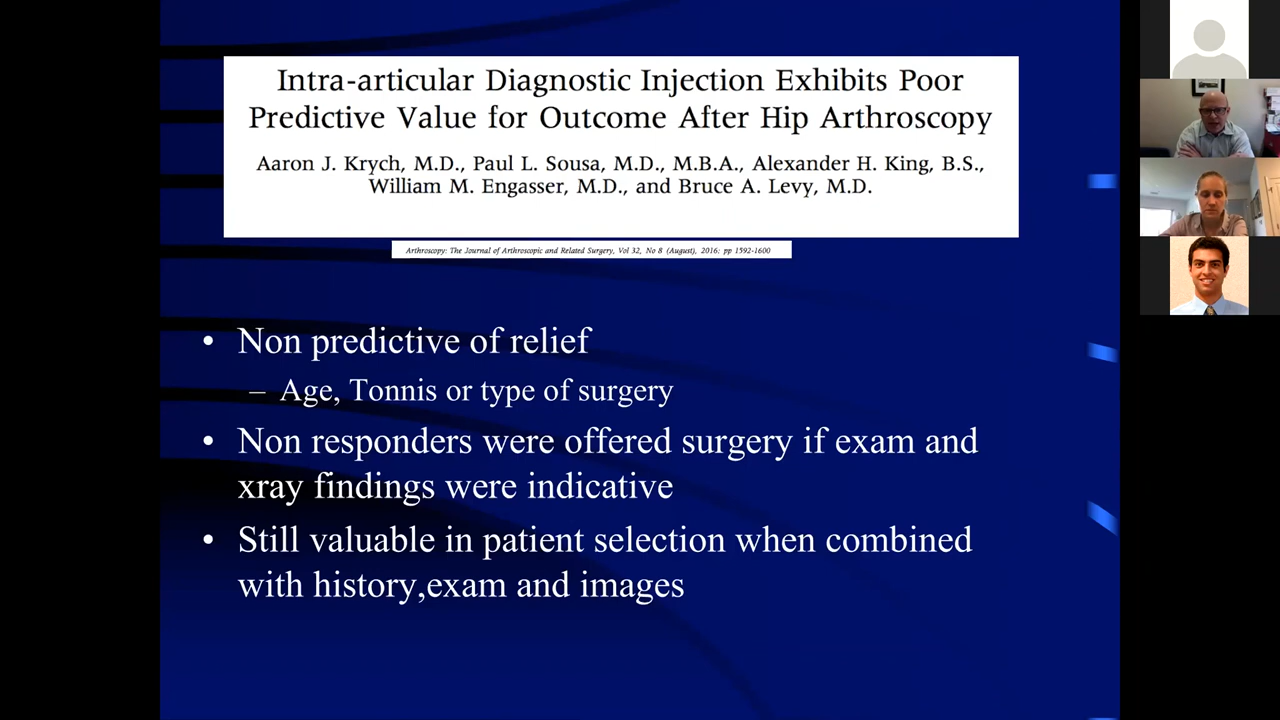 Intra-articular Diagnostic Injection Exhibits Poor
Predictive Value for Outcome After Hip Arthroscopy
Aaron J. Krych, M.D., Paul L. Sousa, M.D., M.B.A., Alexander H. King, B.S.,
William M. Engasser, M.D., and Bruce A. Levy, M.D.
Arthroscopy: The Journal of Arthroscopic and Related Surgery, Vol 32, No 8 (August), 2016: pp 1592-1600
• Non predictive of relief
– Age, Tonnis or type of surgery
• Non responders were offered surgery if exam and
xray findings were indicative
• Still valuable in patient selection when combined
with history,exam and images